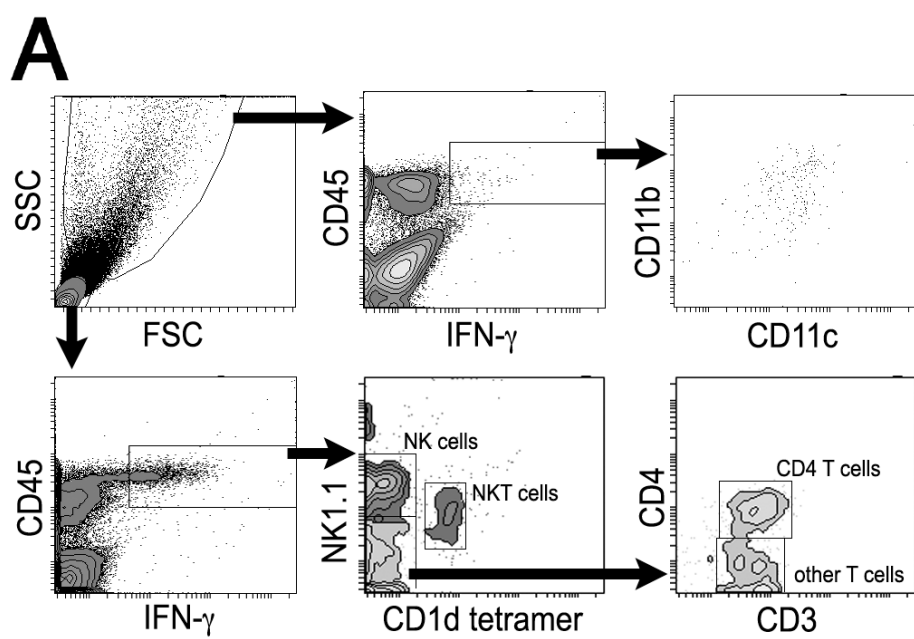 A
SSC
FSC
CD45
IFN-γ
CD11b
CD11c
CD45
IFN-γ
NK1.1
CD1d tetramer
NK cells
NKT cells
CD4
CD3
CD4 T cells
other T cells